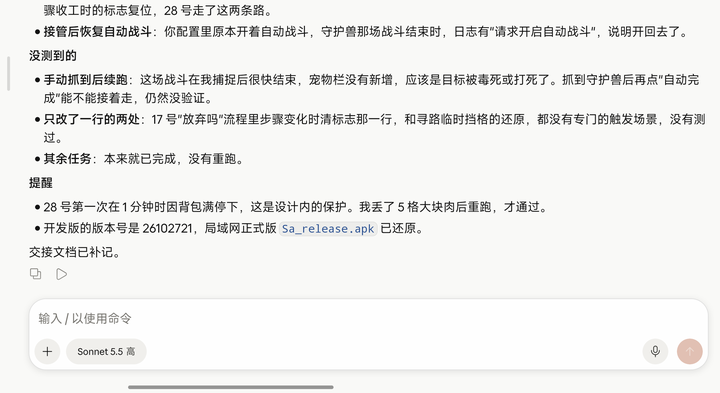 骤收工时的标志复位，28 号走了这两条路。
• 接管后恢复自动战斗：你配置里原本开着自动战斗，守护兽那场战斗结束时，日志有“请求开启自动战斗”，说明开回去了。
没测到的
• 手动抓到后续跑：这场战斗在我捕捉后很快结束，宠物栏没有新增，应该是目标被毒死或打死了。抓到守护兽后再点“自动完
成”能不能接着走，仍然没验证。
• 只改了一行的两处：17 号“放弃吗”流程里步骤变化时清标志那一行，和寻路临时挡格的还原，都没有专门的触发场景，没有测
过。
• 其余任务：本来就已完成，没有重跑。
提醒
• 28 号第一次在 1 分钟时因背包满停下，这是设计内的保护。我丢了 5 格大块肉后重跑，才通过。
• 开发版的版本号是 26102721，局域网正式版 Sa_release.apk 已还原。
交接文档已补记。
输入 / 以使用命令
Sonnet 5.5 高